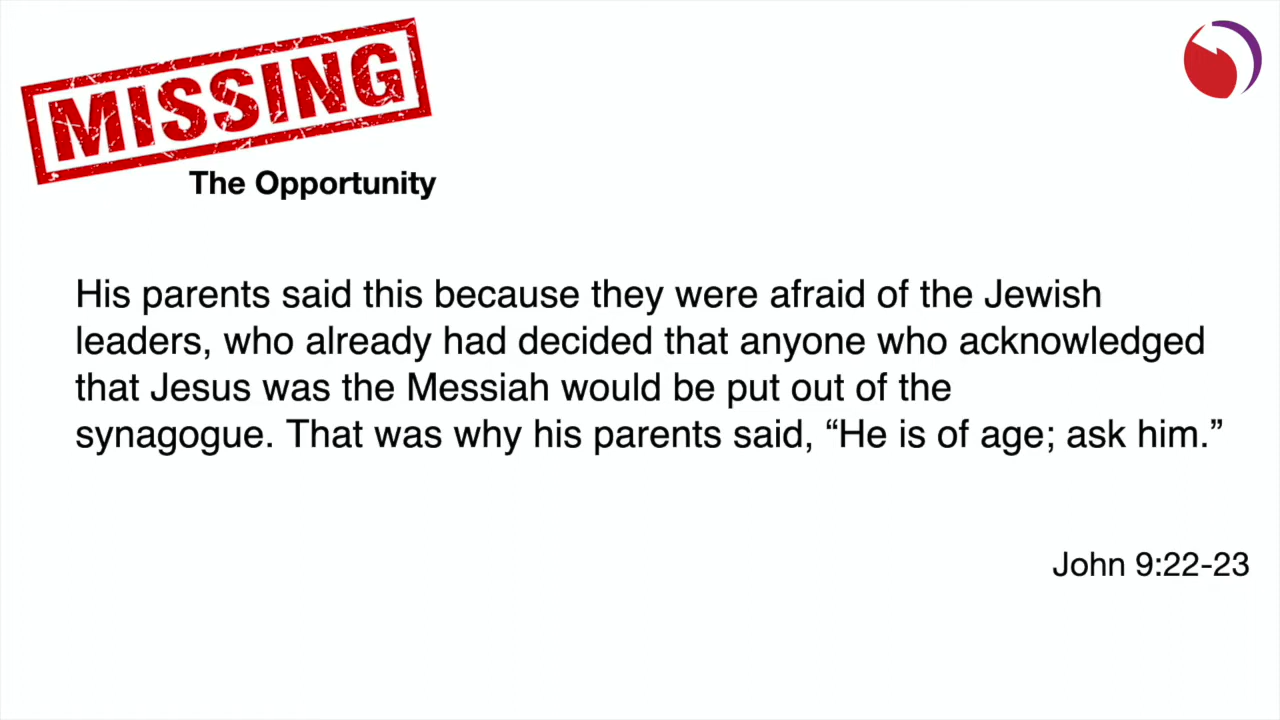 MISSING
The Opportunity
His parents said this because they were afraid of the Jewish
leaders, who already had decided that anyone who acknowledged
that Jesus was the Messiah would be put out of the
synagogue. That was why his parents said, “He is of age; ask him.”
John 9:22-23